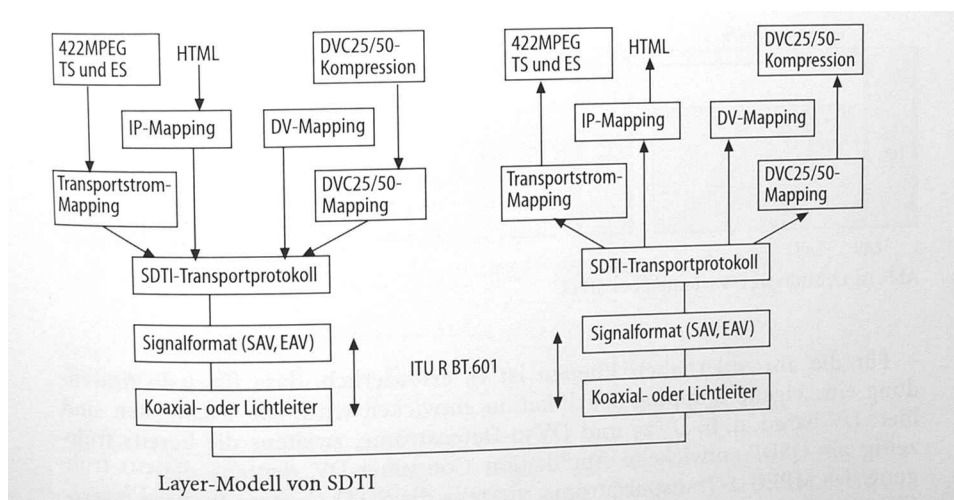 422MPEG
TS und ES
HTML
DVC25/50-
Kompression
IP-Mapping
DV-Mapping
Transportstrom-
Mapping
DVC25/50-
Mapping
SDTI-Transportprotokoll
Signalformat (SAV, EAV)
Koaxial- oder Lichtleiter
422MPEG
TS und ES
HTML
DVC25/50-
Kompression
IP-Mapping
DV-Mapping
Transportstrom-
Mapping
DVC25/50-
Mapping
SDTI-Transportprotokoll
Signalformat (SAV, EAV)
Koaxial- oder Lichtleiter
ITU R BT.601
Layer-Modell von SDTI